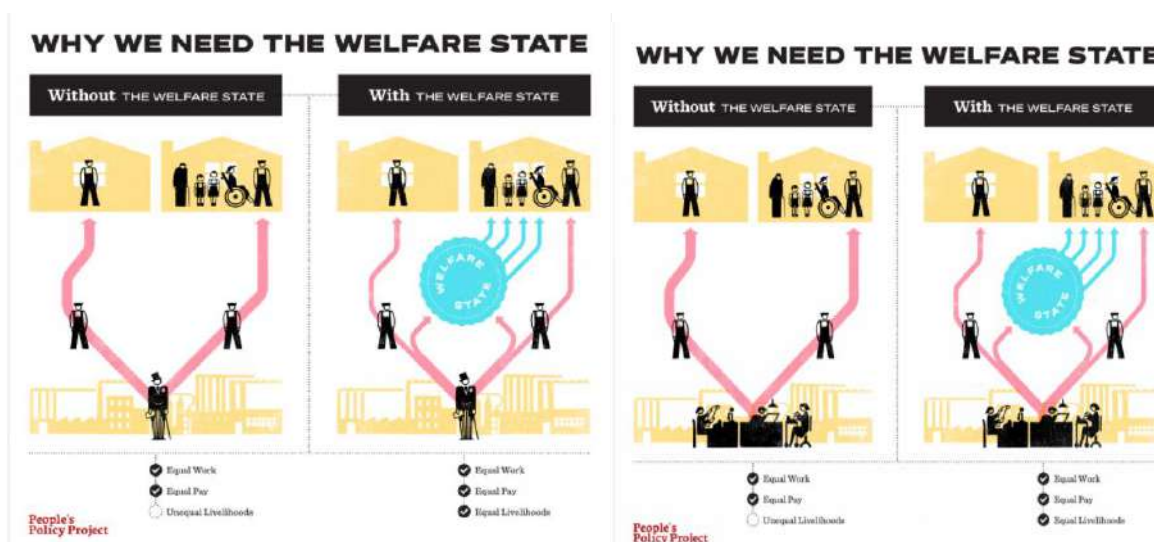 WHY WE NEED THE WELFARE STATE
Without THE WELFARE STATE
With THE WELFARE STATE
WELFARE
STATE
Equal Work
Equal Pay
Unequal Livelihoods
Equal Work
Equal Pay
Equal Livelihoods
People's
Policy Project
WHY WE NEED THE WELFARE STATE
Without THE WELFARE STATE
With THE WELFARE STATE
WELFARE
STATE
Equal Work
Equal Pay
Unequal Livelihoods
Equal Work
Equal Pay
Equal Livelihoods
People's
Policy Project